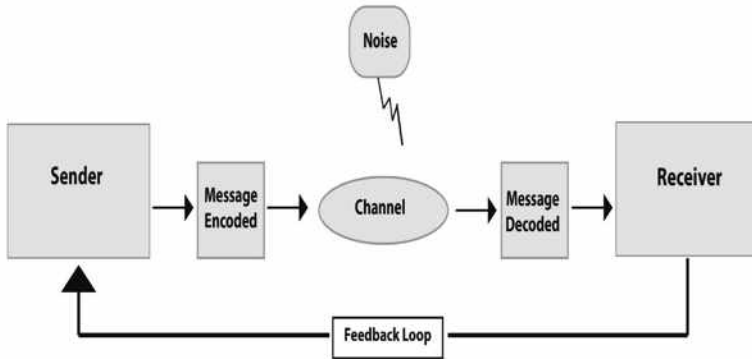 Noise
Sender
Message
Encoded
Channel
Message
Decoded
Receiver
Feedback Loop